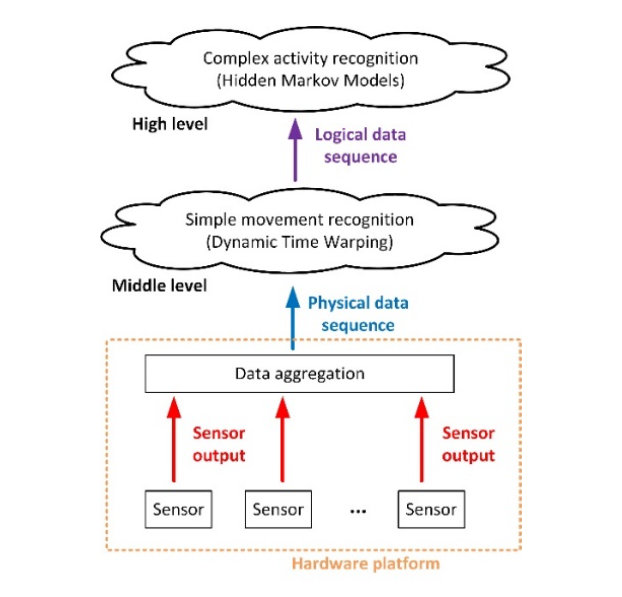 Complex activity recognition
(Hidden Markov Models)
High level
Logical data
sequence
Simple movement recognition
(Dynamic Time Warping)
Middle level
Physical data
sequence
Data aggregation
Sensor
output
Sensor
output
Sensor
Sensor
...
Sensor
Hardware platform